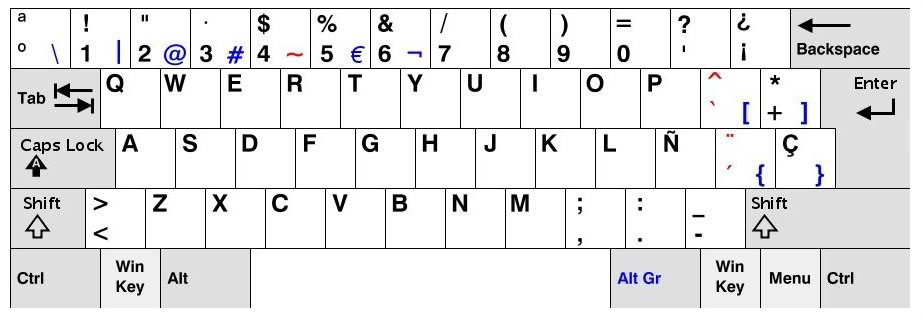 ª ! " · $ % & / ( ) = ? ¿
º \ 1 | 2 @ 3 # 4 ~ 5 € 6 ¬ 7 8 9 0 ' ¡ Backspace
Tab Q W E R T Y U I O P ^ * Enter
` [ + ]
Caps Lock A S D F G H J K L Ñ ¨ Ç
A ´ { }
Shift > Z X C V B N M ; : _ Shift
< , . -
Ctrl Win Key Alt Alt Gr Win Key Menu Ctrl